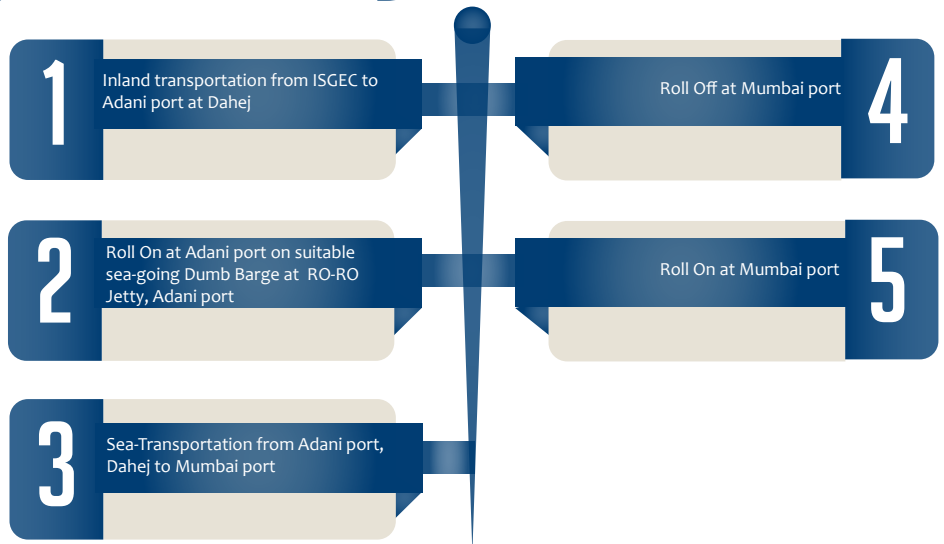 1
Inland transportation from ISGEC to
Adani port at Dahej
2
Roll On at Adani port on suitable
sea-going Dumb Barge at RO-RO
Jetty, Adani port
3
Sea-Transportation from Adani port,
Dahej to Mumbai port
4
Roll Off at Mumbai port
5
Roll On at Mumbai port